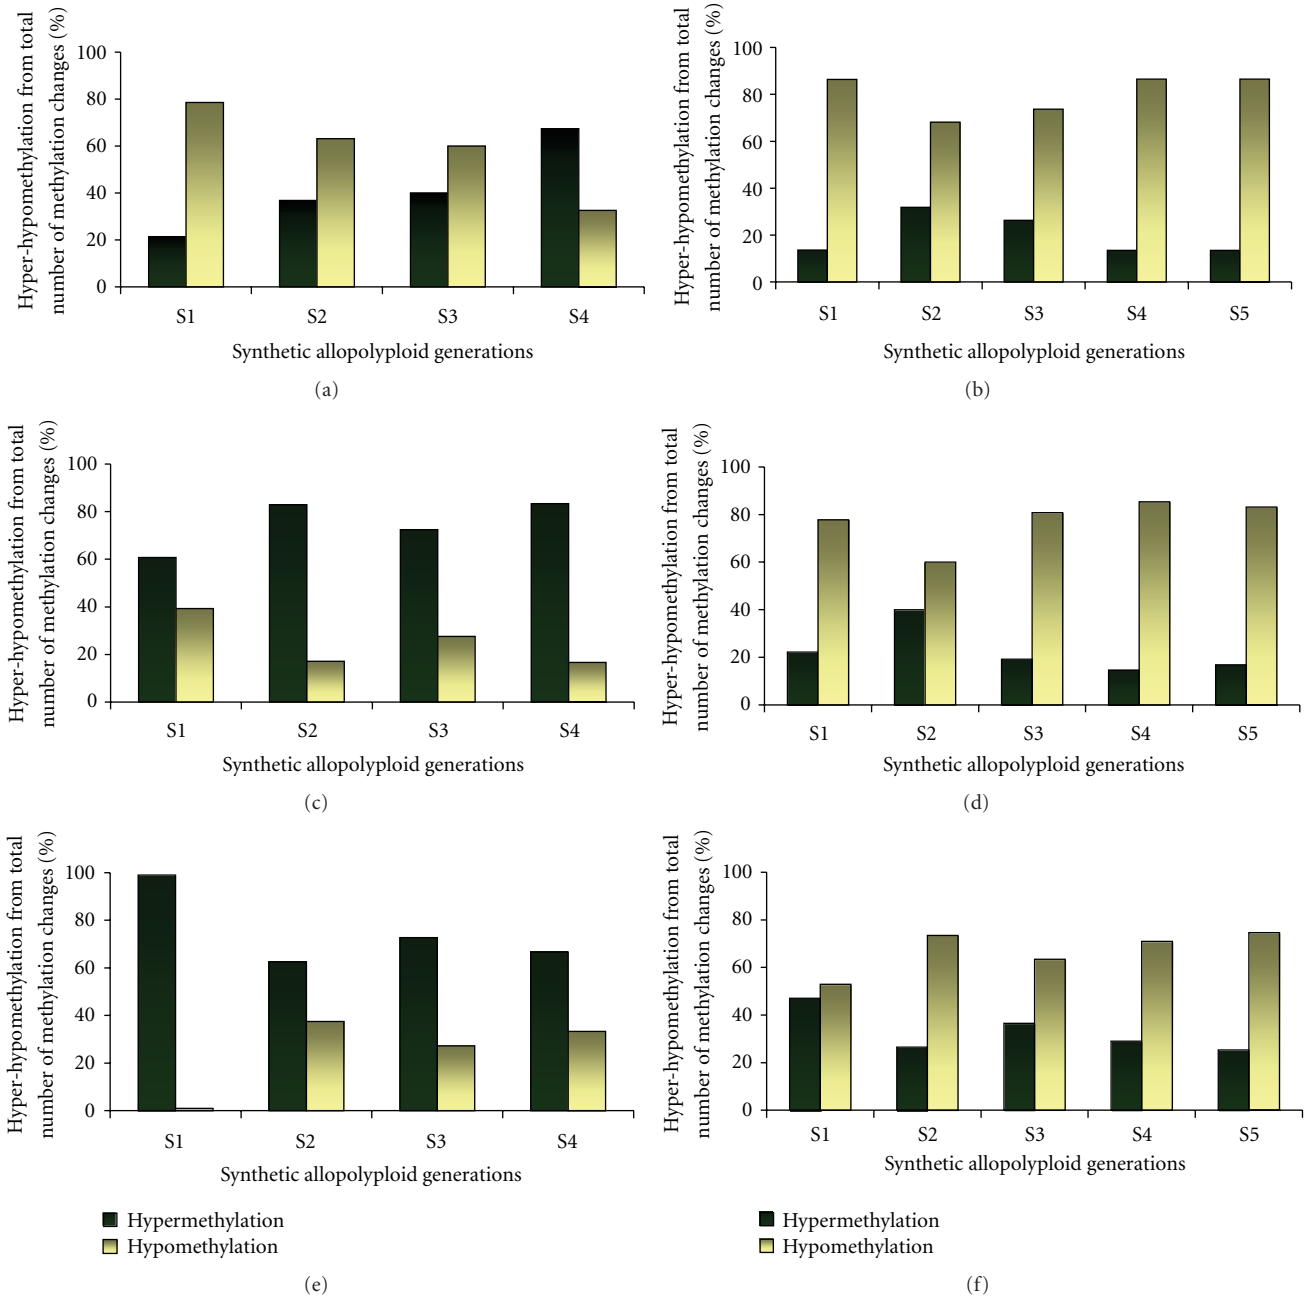 Hyper-hypomethylation from total
number of methylation changes (%)
100
80
60
40
20
0
S1 S2 S3 S4
Synthetic allopolyploid generations
(a)
Hyper-hypomethylation from total
number of methylation changes (%)
100
80
60
40
20
0
S1 S2 S3 S4 S5
Synthetic allopolyploid generations
(b)
Hyper-hypomethylation from total
number of methylation changes (%)
100
80
60
40
20
0
S1 S2 S3 S4
Synthetic allopolyploid generations
(c)
Hyper-hypomethylation from total
number of methylation changes (%)
100
80
60
40
20
0
S1 S2 S3 S4 S5
Synthetic allopolyploid generations
(d)
Hyper-hypomethylation from total
number of methylation changes (%)
100
80
60
40
20
0
S1 S2 S3 S4
Synthetic allopolyploid generations
Hypermethylation
Hypomethylation
(e)
Hyper-hypomethylation from total
number of methylation changes (%)
100
80
60
40
20
0
S1 S2 S3 S4 S5
Synthetic allopolyploid generations
Hypermethylation
Hypomethylation
(f)